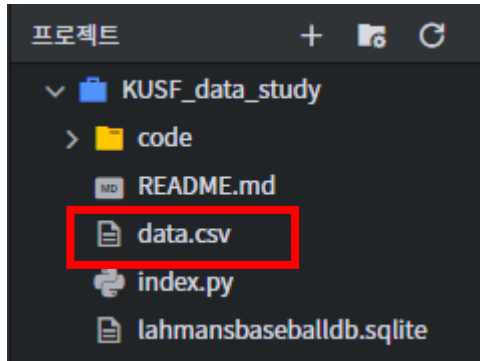 프로젝트
KUSF_data_study
code
README.md
data.csv
index.py
lahmansbaseballdb.sqlite